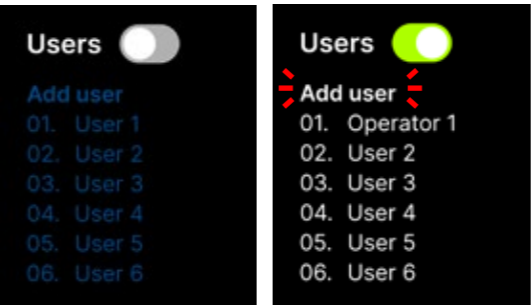 Users
Add user
01. User 1
02. User 2
03. User 3
04. User 4
05. User 5
06. User 6
Users
Add user
01. Operator 1
02. User 2
03. User 3
04. User 4
05. User 5
06. User 6